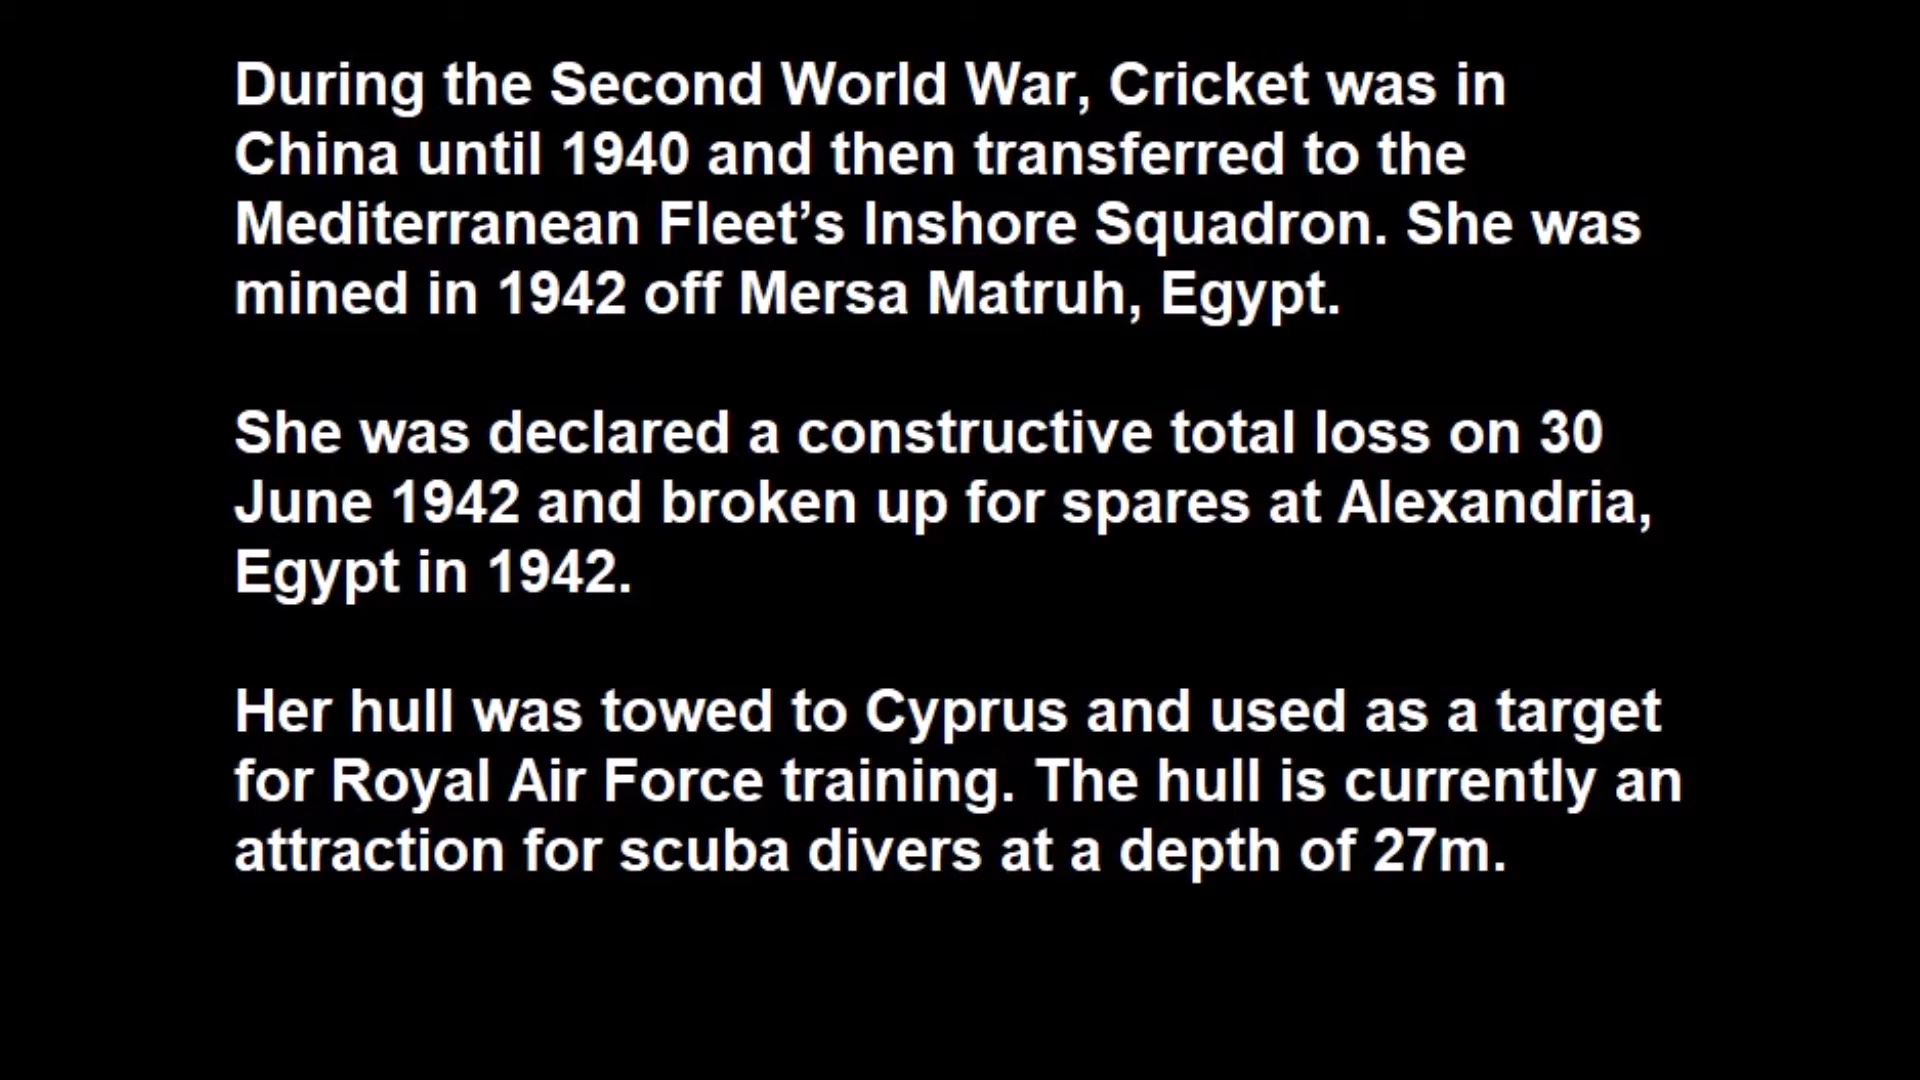 During the Second World War, Cricket was in
China until 1940 and then transferred to the
Mediterranean Fleet’s Inshore Squadron. She was
mined in 1942 off Mersa Matruh, Egypt.
She was declared a constructive total loss on 30
June 1942 and broken up for spares at Alexandria,
Egypt in 1942.
Her hull was towed to Cyprus and used as a target
for Royal Air Force training. The hull is currently an
attraction for scuba divers at a depth of 27m.